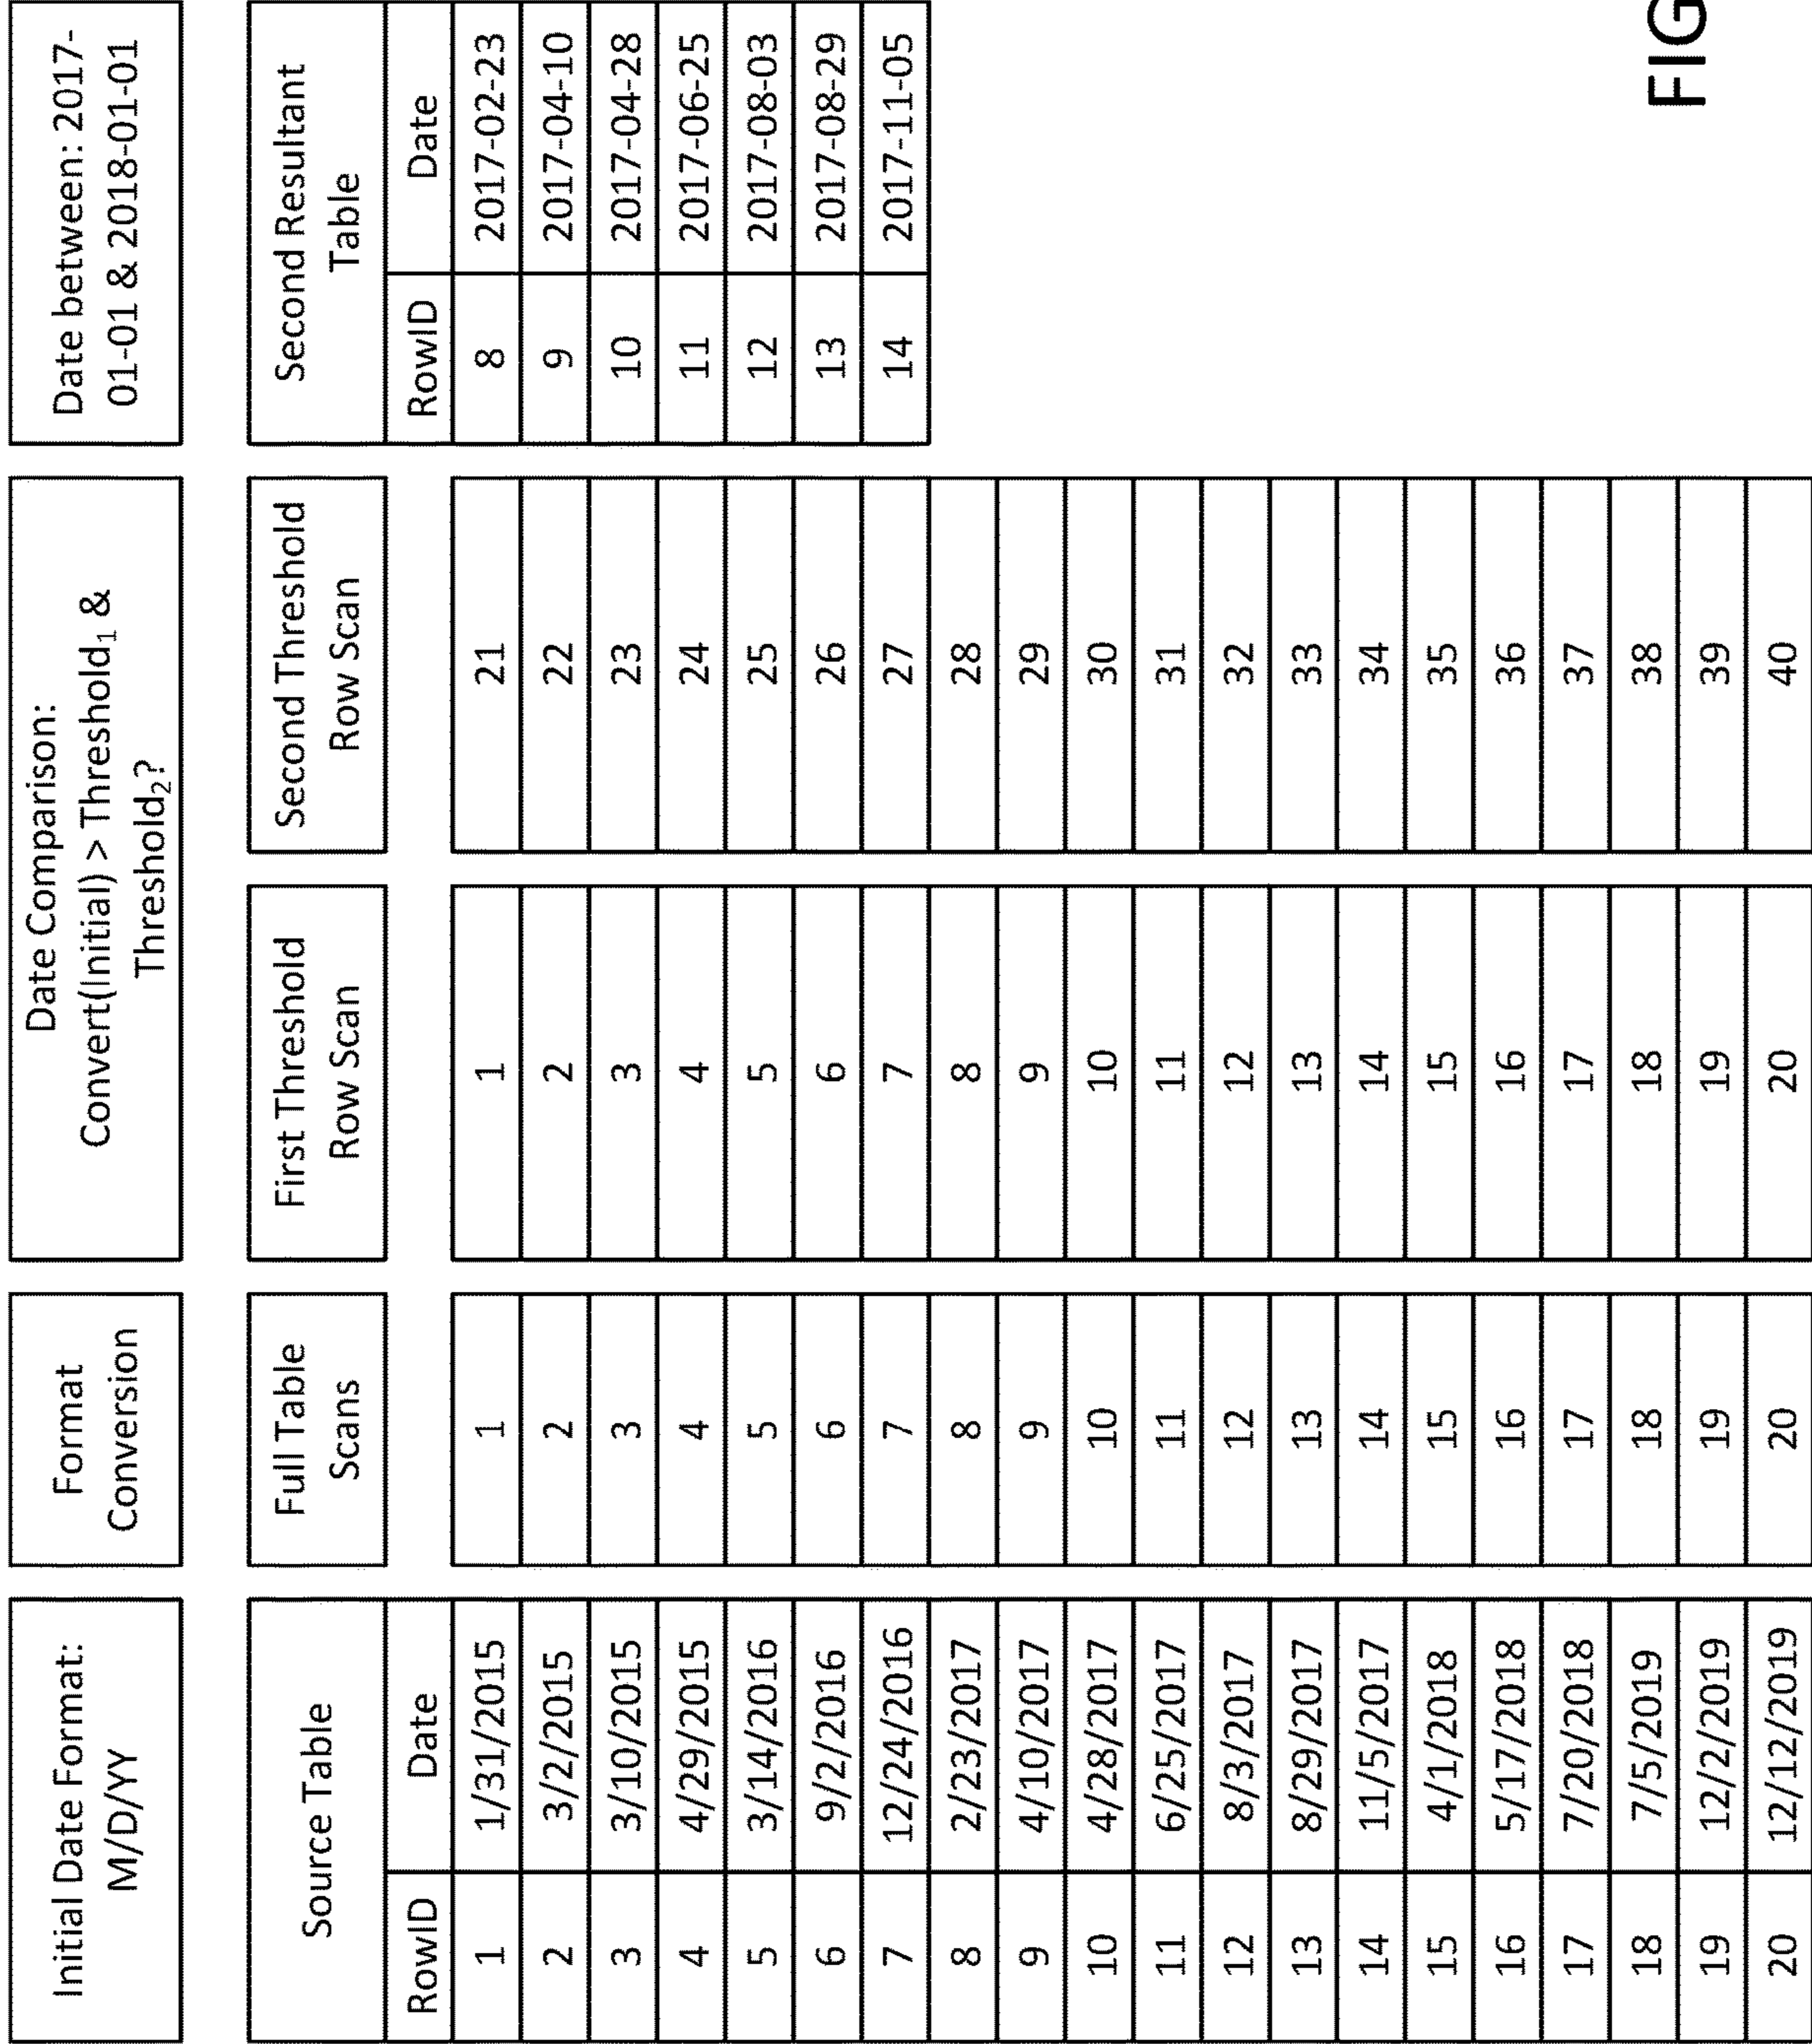 Initial Date Format:
M/D/YY
Format
Conversion
Date Comparison:
Convert(Initial) > Threshold₁ &
Threshold₂?
Date between: 2017-
01-01 & 2018-01-01
Source Table
Full Table
Scans
First Threshold
Row Scan
Second Threshold
Row Scan
Second Resultant
Table
RowID Date RowID Date
1 1/31/2015 1 1 21 8 2017-02-23
2 3/2/2015 2 2 22 9 2017-04-10
3 3/10/2015 3 3 23 10 2017-04-28
4 4/29/2015 4 4 24 11 2017-06-25
5 3/14/2016 5 5 25 12 2017-08-03
6 9/2/2016 6 6 26 13 2017-08-29
7 12/24/2016 7 7 27 14 2017-11-05
8 2/23/2017 8 8 28
9 4/10/2017 9 9 29
10 4/28/2017 10 10 30
11 6/25/2017 11 11 31
12 8/3/2017 12 12 32
13 8/29/2017 13 13 33
14 11/5/2017 14 14 34
15 4/1/2018 15 15 35
16 5/17/2018 16 16 36
17 7/20/2018 17 17 37
18 7/5/2019 18 18 38
19 12/2/2019 19 19 39
20 12/12/2019 20 20 40
FIG